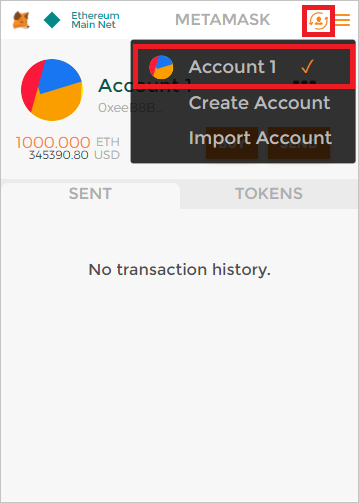 Ethereum
Main Net
METAMASK
Account 1
✓
Create Account
Import Account
Account 1
1000.000 ETH
345390.80 USD
SENT
TOKENS
No transaction history.